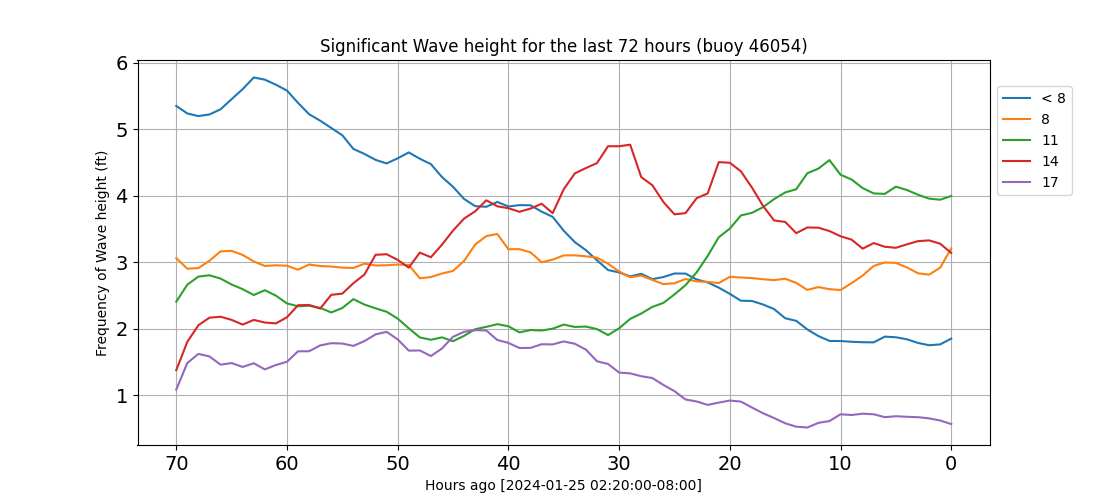 Significant Wave height for the last 72 hours (buoy 46054)
Frequency of Wave height (ft)
6
5
4
3
2
1
70 60 50 40 30 20 10 0
Hours ago [2024-01-25 02:20:00-08:00]
< 8
8
11
14
17